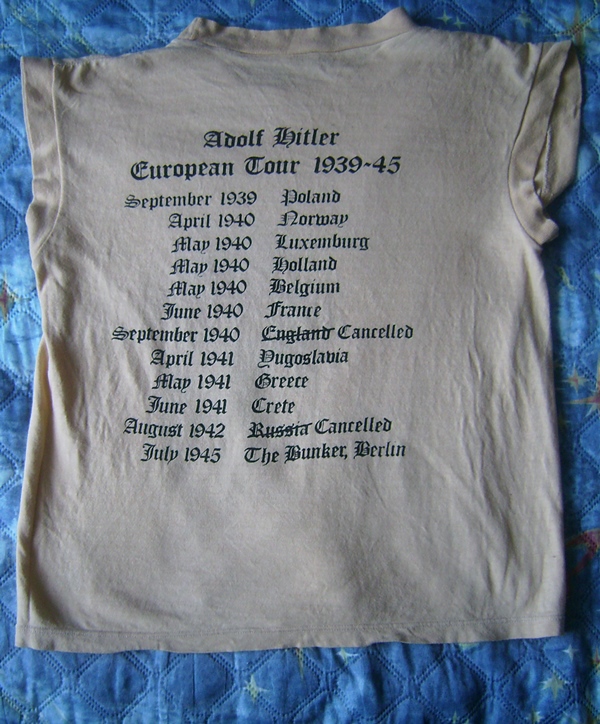 Adolf Hitler
European Tour 1939-45
September 1939 Poland
April 1940 Norway
May 1940 Luxemburg
May 1940 Holland
May 1940 Belgium
June 1940 France
September 1940 England Cancelled
April 1941 Yugoslavia
May 1941 Greece
June 1941 Crete
August 1942 Russia Cancelled
July 1945 The Bunker, Berlin